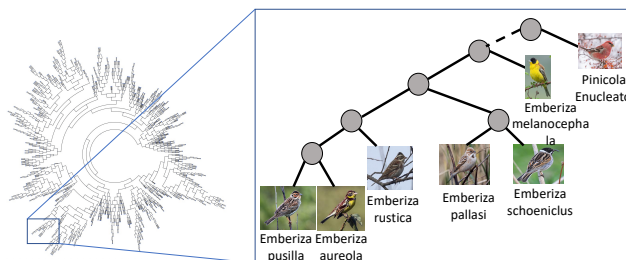 Pinicola
Enucleato
Emberiza
melanocepha
la
Emberiza
rustica
Emberiza
pallasi
Emberiza
schoeniclus
Emberiza
pusilla
Emberiza
aureola